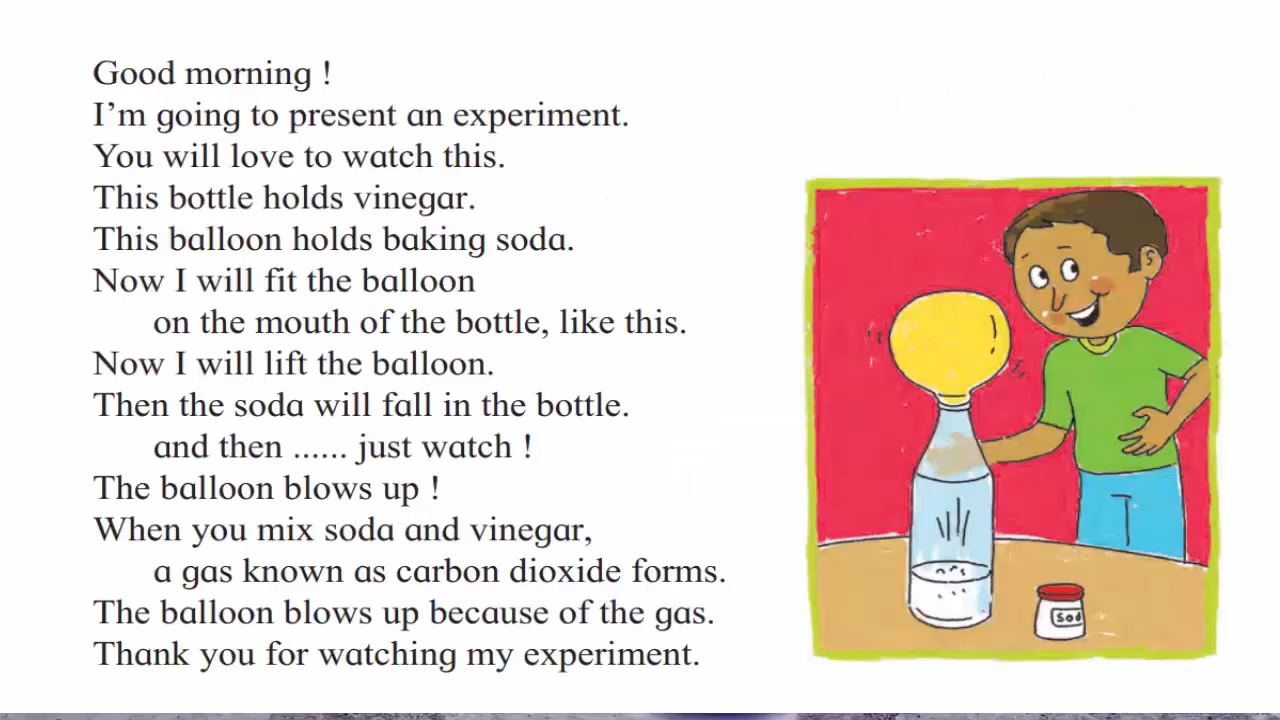 Good morning !
I'm going to present an experiment.
You will love to watch this.
This bottle holds vinegar.
This balloon holds baking soda.
Now I will fit the balloon
on the mouth of the bottle, like this.
Now I will lift the balloon.
Then the soda will fall in the bottle.
and then ...... just watch !
The balloon blows up !
When you mix soda and vinegar,
a gas known as carbon dioxide forms.
The balloon blows up because of the gas.
Thank you for watching my experiment.
Sod